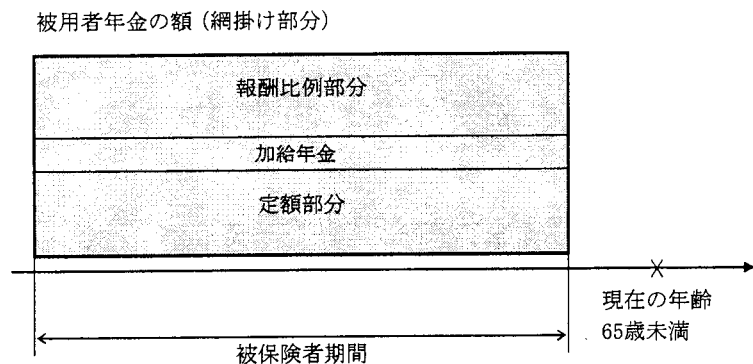 被用者年金の額(網掛け部分)
報酬比例部分
加給年金
定額部分
現在の年齢
65歳未満
被保険者期間